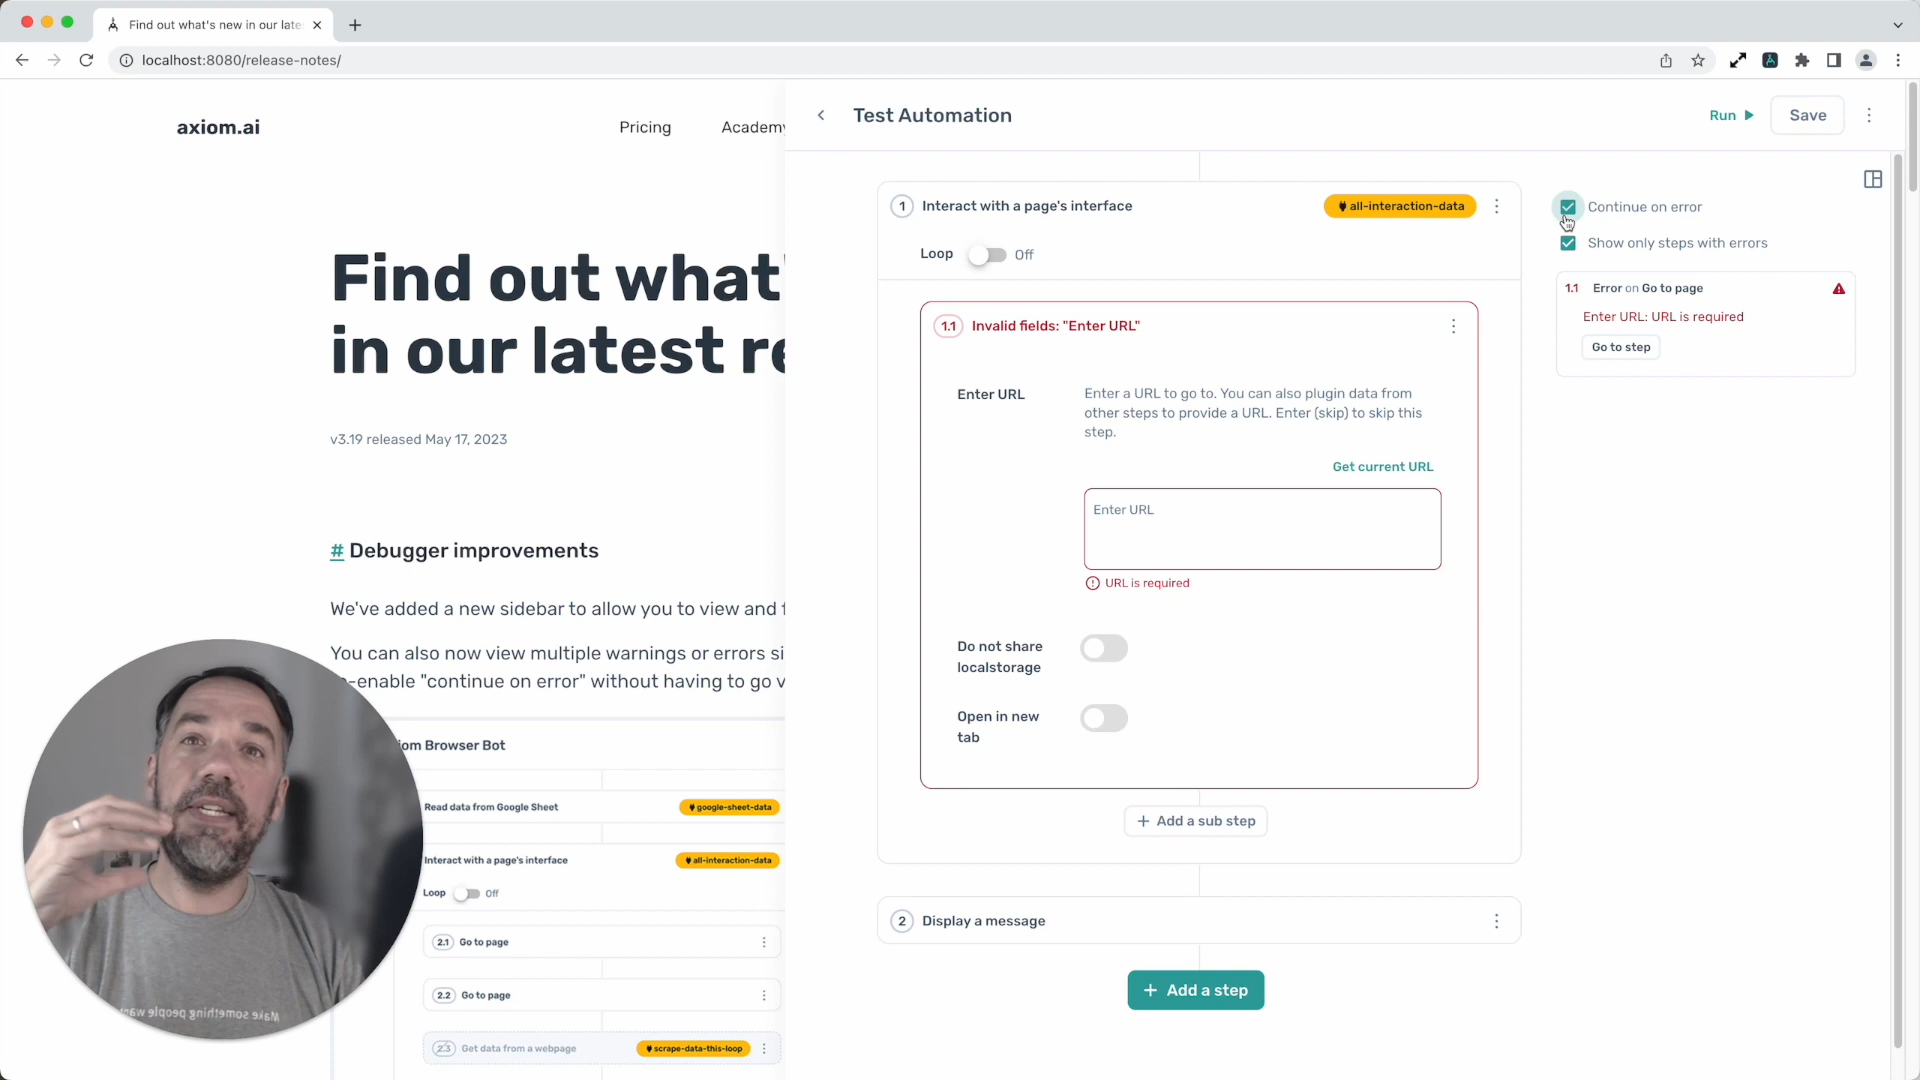 Find out what's new in our late
localhost:8080/release-notes/
axiom.ai
Pricing
Academy
Find out what'
in our latest re
v3.19 released May 17, 2023
# Debugger improvements
We've added a new sidebar to allow you to view and f
You can also now view multiple warnings or errors si
-enable "continue on error" without having to go v
iom Browser Bot
Read data from Google Sheet
google-sheet-data
Interact with a page's interface
all-interaction-data
Loop
Off
2.1 Go to page
2.2 Go to page
2.3 Get data from a webpage
scrape-data-this-loop
Make something people want
Test Automation
Run
Save
1 Interact with a page's interface
all-interaction-data
Loop
Off
1.1 Invalid fields: "Enter URL"
Enter URL
Enter a URL to go to. You can also plugin data from
other steps to provide a URL. Enter (skip) to skip this
step.
Get current URL
Enter URL
URL is required
Do not share
localstorage
Open in new
tab
+ Add a sub step
2 Display a message
+ Add a step
Continue on error
Show only steps with errors
1.1 Error on Go to page
Enter URL: URL is required
Go to step